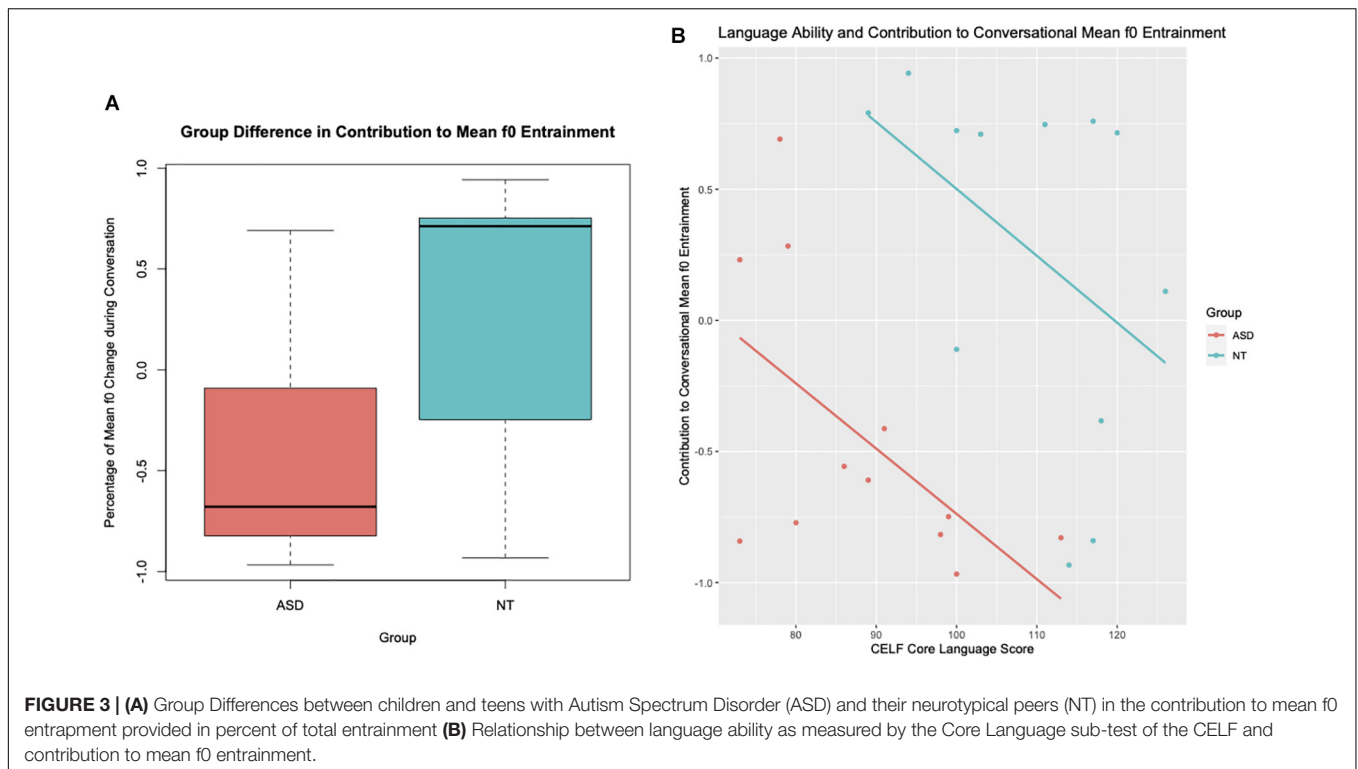 A
Group Difference in Contribution to Mean f0 Entrainment
Percentage of Mean f0 Change during Conversation
1.0
0.5
0.0
-0.5
-1.0
ASD
NT
Group
B
Language Ability and Contribution to Conversational Mean f0 Entrainment
Contribution to Conversational Mean f0 Entrainment
1.0
0.5
0.0
-0.5
-1.0
80
90
100
110
120
CELF Core Language Score
Group
ASD
NT
FIGURE 3 | (A) Group Differences between children and teens with Autism Spectrum Disorder (ASD) and their neurotypical peers (NT) in the contribution to mean f0
entrapment provided in percent of total entrainment (B) Relationship between language ability as measured by the Core Language sub-test of the CELF and
contribution to mean f0 entrainment.